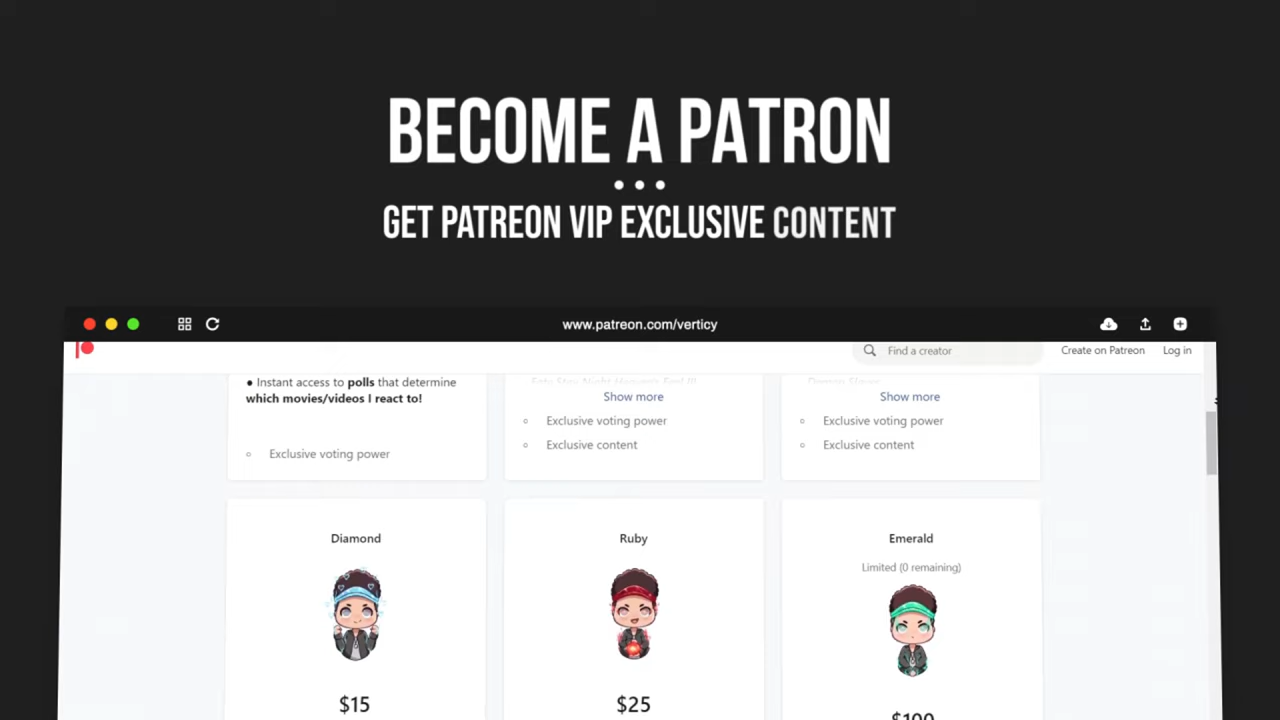 BECOME A PATRON
GET PATREON VIP EXCLUSIVE CONTENT
www.patreon.com/verticy
Find a creator
Create on Patreon
Log in
● Instant access to polls that determine
which movies/videos I react to!
Exclusive voting power
Show more
Exclusive voting power
Exclusive content
Show more
Exclusive voting power
Exclusive content
Diamond
$15
Ruby
$25
Emerald
Limited (0 remaining)
$100